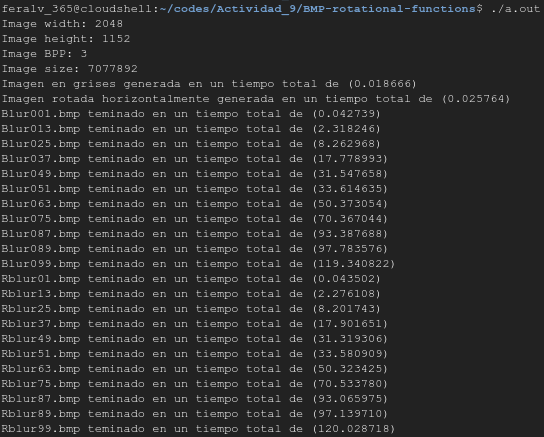 feralv_365@cloudshell:~/codes/Actividad_9/BMP-rotational-functions$ ./a.out
Image width: 2048
Image height: 1152
Image BPP: 3
Image size: 7077892
Imagen en grises generada en un tiempo total de (0.018666)
Imagen rotada horizontalmente generada en un tiempo total de (0.025764)
Blur001.bmp teminado en un tiempo total de (0.042739)
Blur013.bmp teminado en un tiempo total de (2.318246)
Blur025.bmp teminado en un tiempo total de (8.262968)
Blur037.bmp teminado en un tiempo total de (17.778993)
Blur049.bmp teminado en un tiempo total de (31.547658)
Blur051.bmp teminado en un tiempo total de (33.614635)
Blur063.bmp teminado en un tiempo total de (50.373054)
Blur075.bmp teminado en un tiempo total de (70.367044)
Blur087.bmp teminado en un tiempo total de (93.387688)
Blur089.bmp teminado en un tiempo total de (97.783576)
Blur099.bmp teminado en un tiempo total de (119.340822)
Rblur01.bmp teminado en un tiempo total de (0.043502)
Rblur13.bmp teminado en un tiempo total de (2.276108)
Rblur25.bmp teminado en un tiempo total de (8.201743)
Rblur37.bmp teminado en un tiempo total de (17.901651)
Rblur49.bmp teminado en un tiempo total de (31.319306)
Rblur51.bmp teminado en un tiempo total de (33.580909)
Rblur63.bmp teminado en un tiempo total de (50.323425)
Rblur75.bmp teminado en un tiempo total de (70.533780)
Rblur87.bmp teminado en un tiempo total de (93.065975)
Rblur89.bmp teminado en un tiempo total de (97.139710)
Rblur99.bmp teminado en un tiempo total de (120.028718)